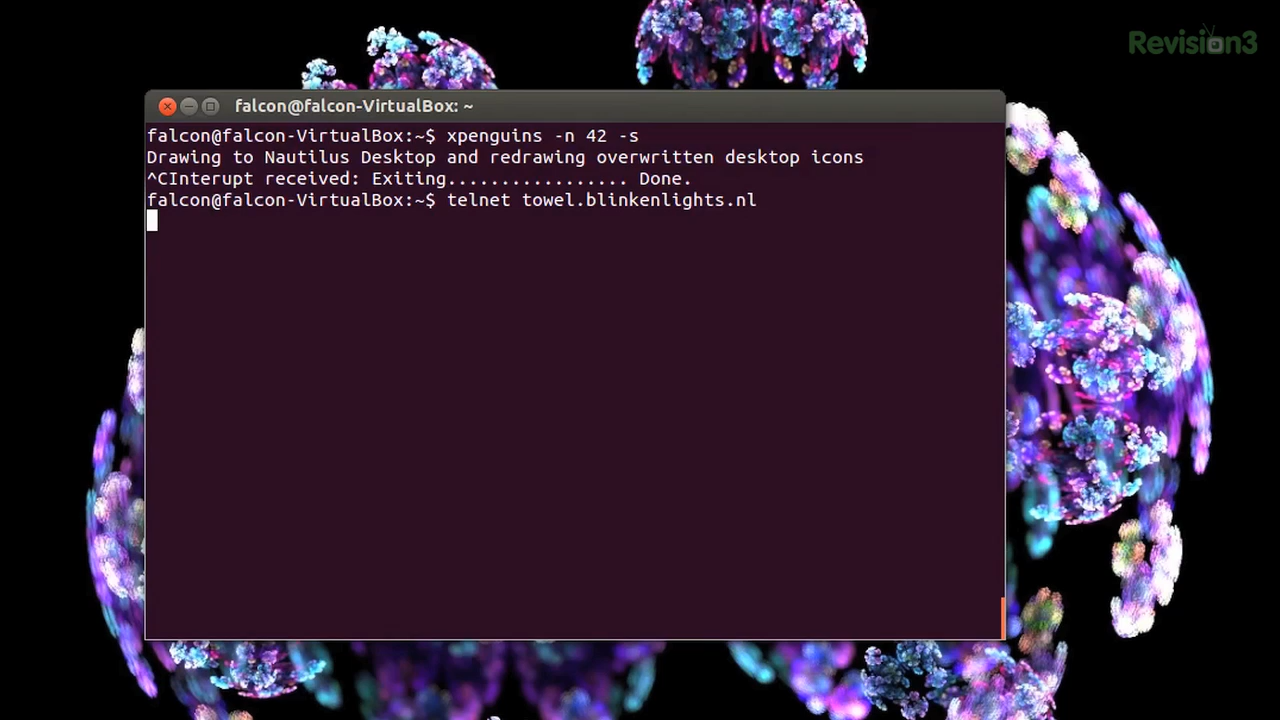 Revision3
falcon@falcon-VirtualBox: ~
falcon@falcon-VirtualBox:~$ xpenguins -n 42 -s
Drawing to Nautilus Desktop and redrawing overwritten desktop icons
^CInterupt received: Exiting................. Done.
falcon@falcon-VirtualBox:~$ telnet towel.blinkenlights.nl